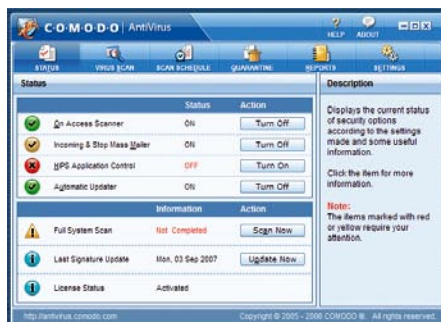 C·O·M·O·D·O | AntiVirus
HELP ABOUT
STATUS VIRUS SCAN SCAN SCHEDULE QUARANTINE REPORTS SETTINGS
Status
Status Action
On Access Scanner ON Turn Off
Incoming & Stop Mass Mailer ON Turn Off
HIPS Application Control OFF Turn On
Automatic Updater ON Turn Off
Information Action
Full System Scan Not Completed Scan Now
Last Signature Update Mon, 03 Sep 2007 Update Now
License Status Activated
Description
Displays the current status
of security options
according to the settings
made and some useful
information.
Click the item for more
information.
Note:
The items marked with red
or yellow require your
attention.
http://antivirus.comodo.com Copyright © 2005 - 2006 COMODO ®. All rights reserved.